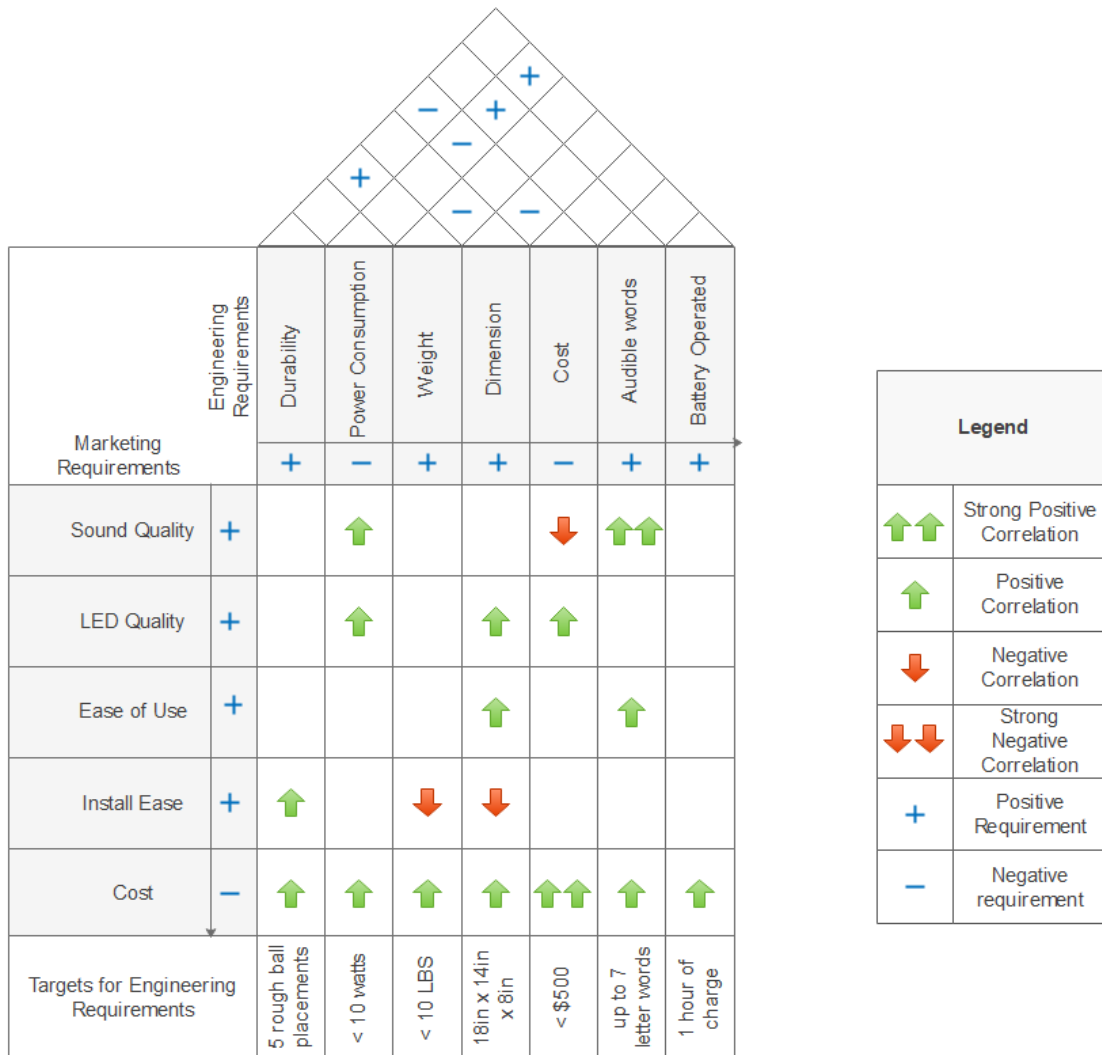 Engineering
Requirements
Durability
Power Consumption
Weight
Dimension
Cost
Audible words
Battery Operated
Marketing
Requirements
+ − + + − + +
Sound Quality +
LED Quality +
Ease of Use +
Install Ease +
Cost −
Targets for Engineering
Requirements
5 rough ball
placements
< 10 watts
< 10 LBS
18in x 14in
x 8in
< $500
up to 7
letter words
1 hour of
charge
Legend
Strong Positive
Correlation
Positive
Correlation
Negative
Correlation
Strong
Negative
Correlation
+ Positive
Requirement
− Negative
requirement